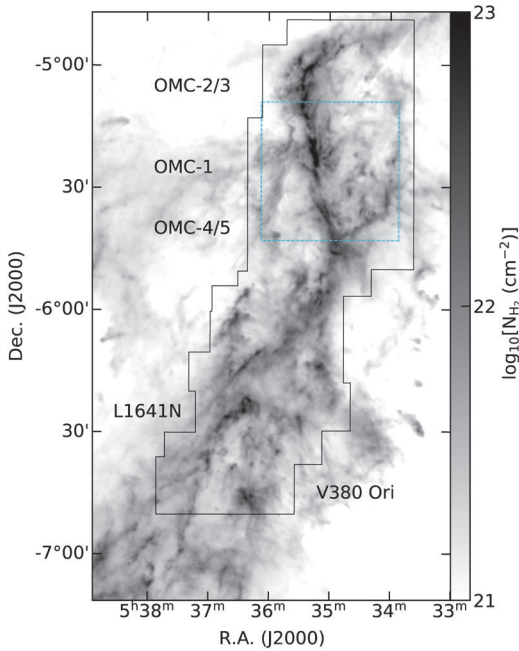 23
-5°00'
OMC-2/3
OMC-1
30'
OMC-4/5
Dec. (J2000)
22
log₁₀[N_H₂ (cm⁻²)]
-6°00'
L1641N
30'
V380 Ori
-7°00'
21
5ʰ38ᵐ 37ᵐ 36ᵐ 35ᵐ 34ᵐ 33ᵐ
R.A. (J2000)